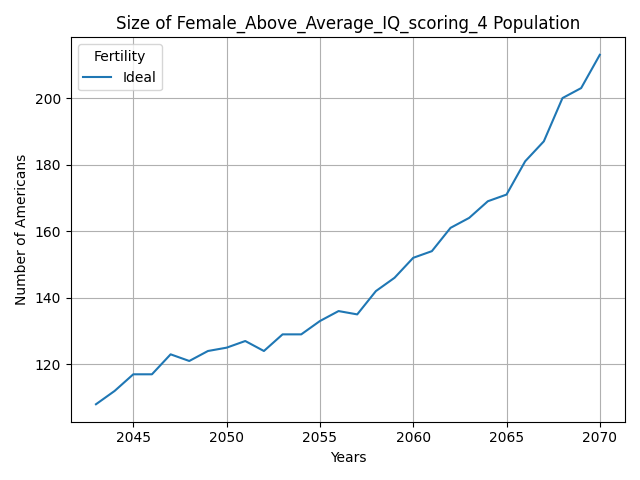 Size of Female_Above_Average_IQ_scoring_4 Population
Fertility
Ideal
Number of Americans
200
180
160
140
120
2045 2050 2055 2060 2065 2070
Years